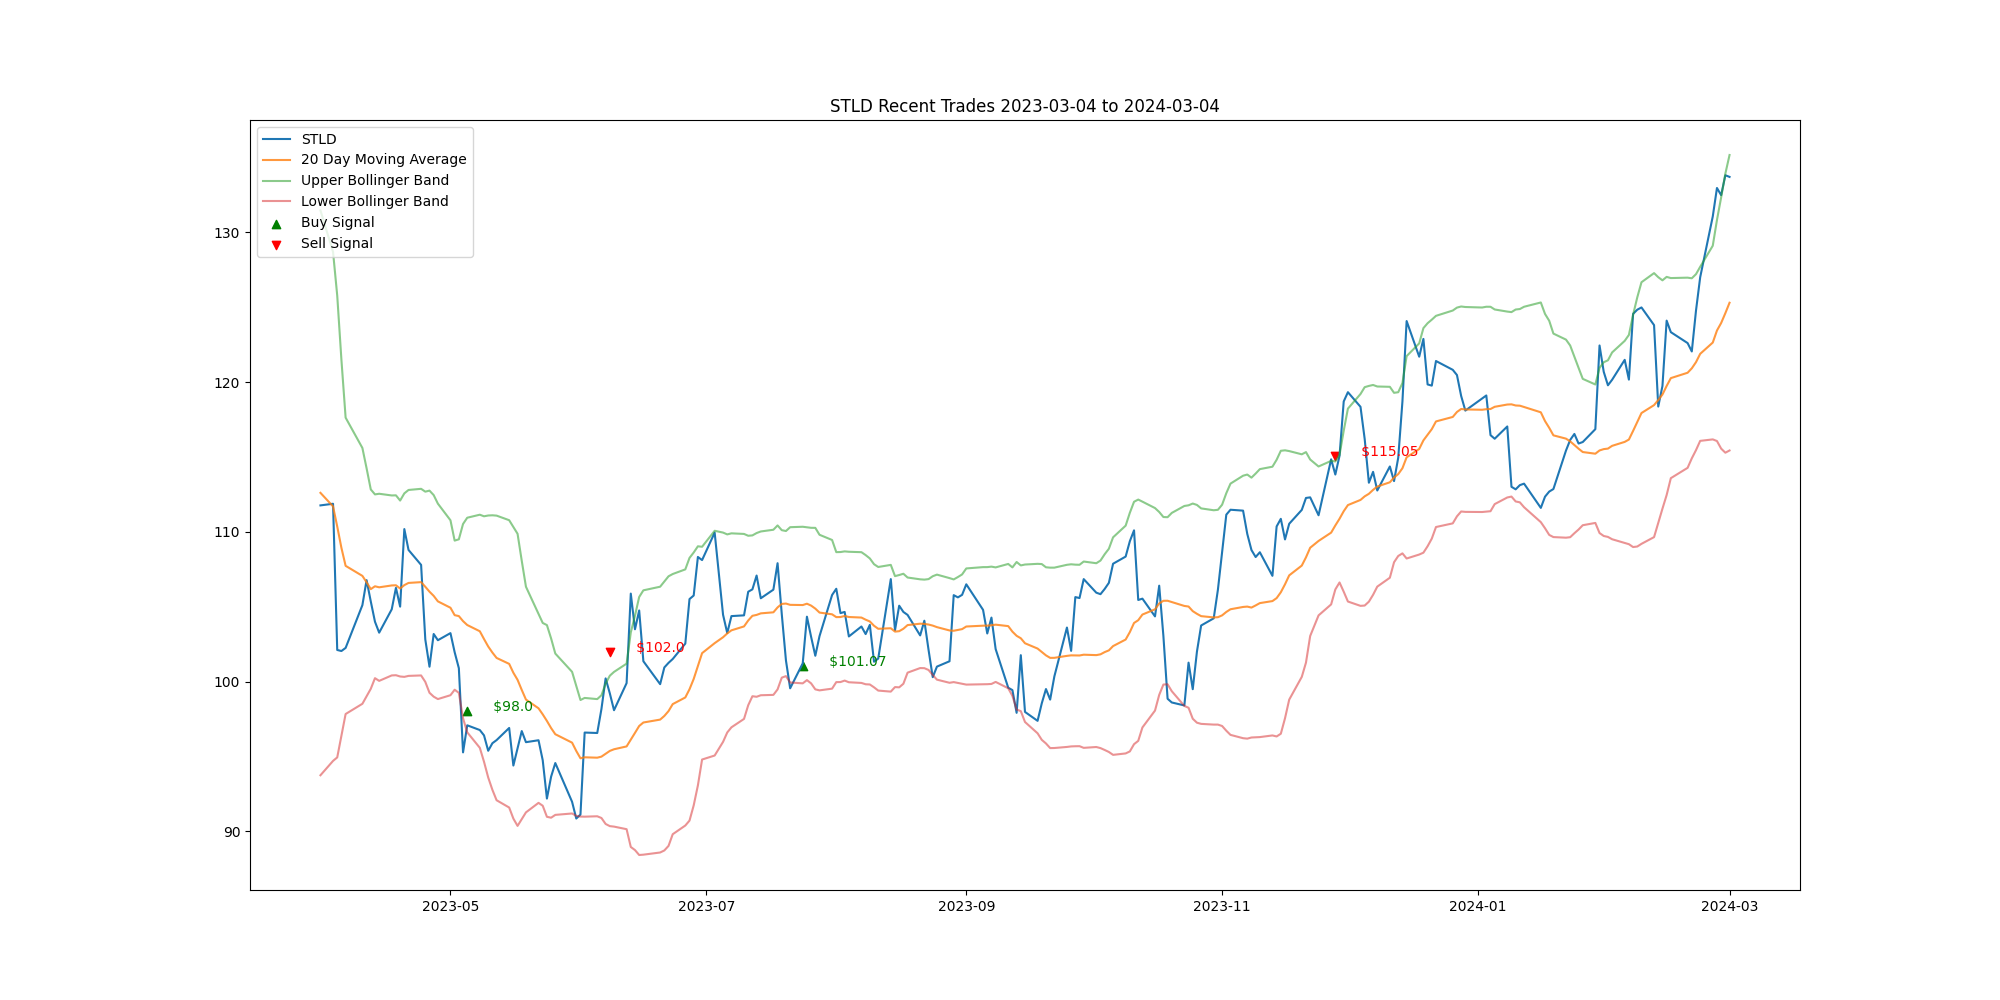 STLD Recent Trades 2023-03-04 to 2024-03-04
STLD
20 Day Moving Average
Upper Bollinger Band
Lower Bollinger Band
Buy Signal
Sell Signal
130
120
110
100
90
$115.05
$102.0
$101.07
$98.0
2023-05
2023-07
2023-09
2023-11
2024-01
2024-03